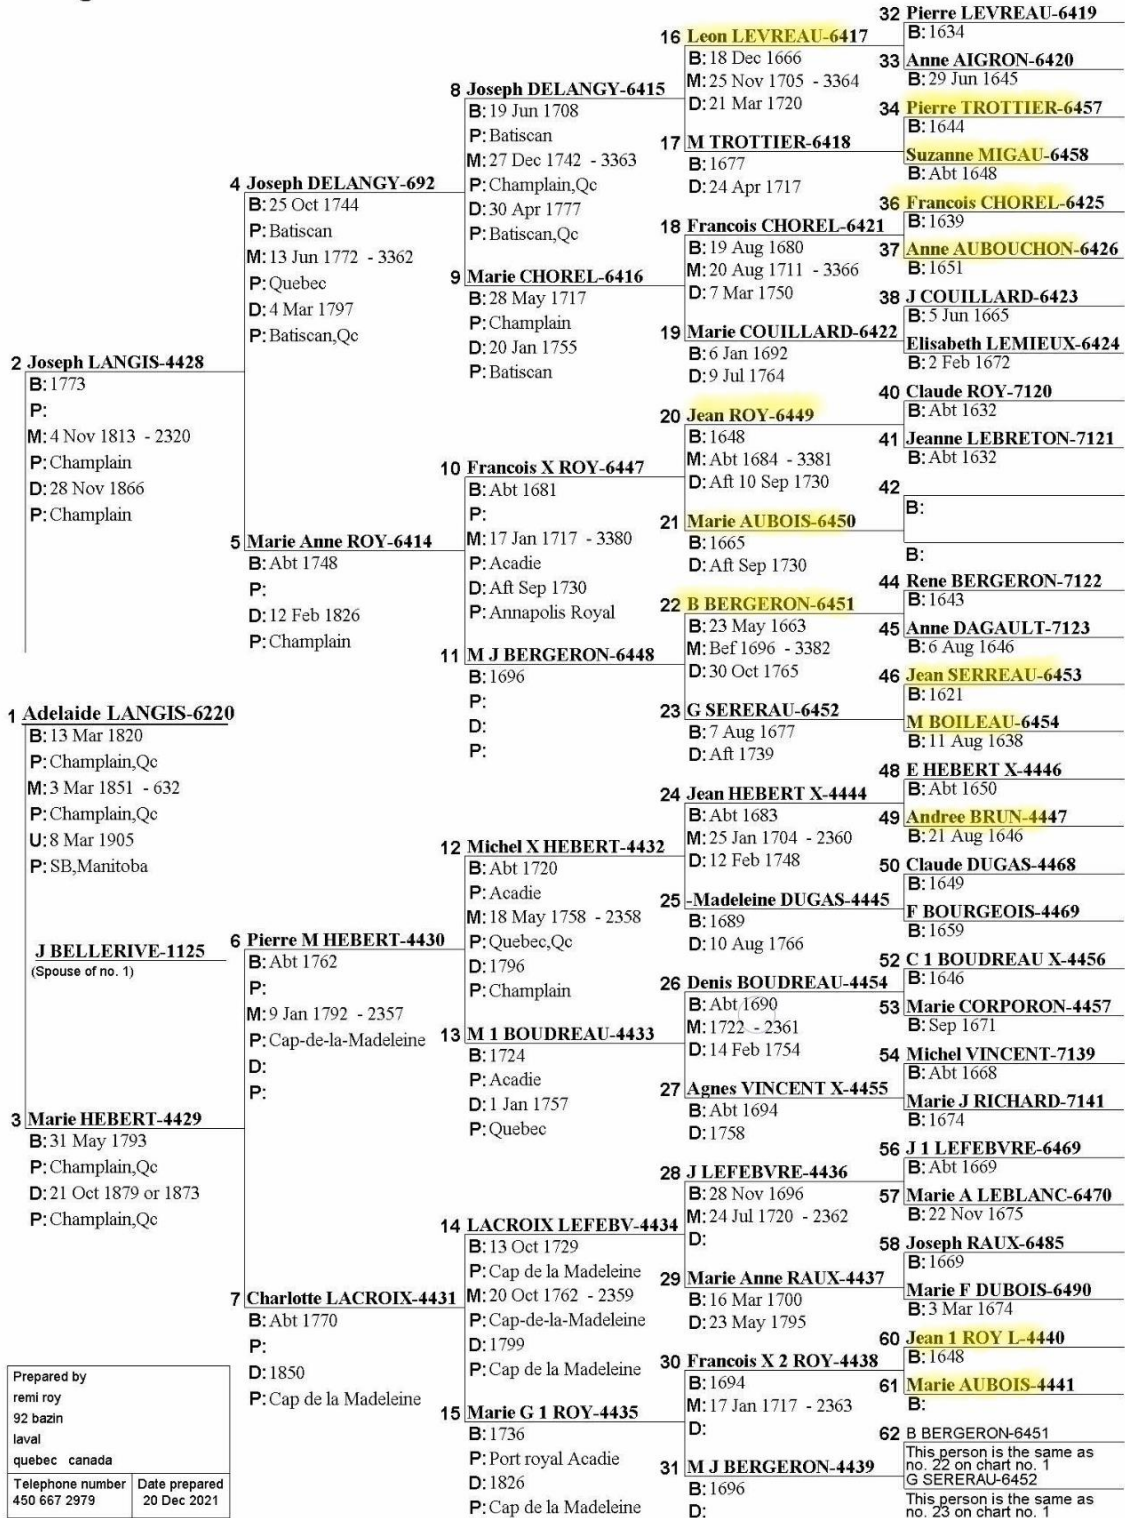 1 Adelaide LANGIS-6220
B: 13 Mar 1820
P: Champlain,Qc
M: 3 Mar 1851 - 632
P: Champlain,Qc
U: 8 Mar 1905
P: SB,Manitoba
J BELLERIVE-1125
(Spouse of no. 1)
2 Joseph LANGIS-4428
B: 1773
P:
M: 4 Nov 1813 - 2320
P: Champlain
D: 28 Nov 1866
P: Champlain
3 Marie HEBERT-4429
B: 31 May 1793
P: Champlain,Qc
D: 21 Oct 1879 or 1873
P: Champlain,Qc
4 Joseph DELANGY-692
B: 25 Oct 1744
P: Batiscan
M: 13 Jun 1772 - 3362
P: Quebec
D: 4 Mar 1797
P: Batiscan,Qc
5 Marie Anne ROY-6414
B: Abt 1748
P:
D: 12 Feb 1826
P: Champlain
6 Pierre M HEBERT-4430
B: Abt 1762
P:
M: 9 Jan 1792 - 2357
P: Cap-de-la-Madeleine
D:
P:
7 Charlotte LACROIX-4431
B: Abt 1770
P:
D: 1850
P: Cap de la Madeleine
8 Joseph DELANGY-6415
B: 19 Jun 1708
P: Batiscan
M: 27 Dec 1742 - 3363
P: Champlain,Qc
D: 30 Apr 1777
P: Batiscan,Qc
9 Marie CHOREL-6416
B: 28 May 1717
P: Champlain
D: 20 Jan 1755
P: Batiscan
10 Francois X ROY-6447
B: Abt 1681
P:
M: 17 Jan 1717 - 3380
P: Acadie
D: Aft Sep 1730
P: Annapolis Royal
11 M J BERGERON-6448
B: 1696
P:
D:
P:
12 Michel X HEBERT-4432
B: Abt 1720
P: Acadie
M: 18 May 1758 - 2358
P: Quebec,Qc
D: 1796
P: Champlain
13 M 1 BOUDREAU-4433
B: 1724
P: Acadie
D: 1 Jan 1757
P: Quebec
14 LACROIX LEFEBV-4434
B: 13 Oct 1729
P: Cap de la Madeleine
M: 20 Oct 1762 - 2359
P: Cap-de-la-Madeleine
D: 1799
P: Cap de la Madeleine
15 Marie G 1 ROY-4435
B: 1736
P: Port royal Acadie
D: 1826
P: Cap de la Madeleine
16 Leon LEVREAU-6417
B: 18 Dec 1666
M: 25 Nov 1705 - 3364
D: 21 Mar 1720
17 M TROTTIER-6418
B: 1677
D: 24 Apr 1717
18 Francois CHOREL-6421
B: 19 Aug 1680
M: 20 Aug 1711 - 3366
D: 7 Mar 1750
19 Marie COUILLARD-6422
B: 6 Jan 1692
D: 9 Jul 1764
20 Jean ROY-6449
B: 1648
M: Abt 1684 - 3381
D: Aft 10 Sep 1730
21 Marie AUBOIS-6450
B: 1665
D: Aft Sep 1730
22 B BERGERON-6451
B: 23 May 1663
M: Bef 1696 - 3382
D: 30 Oct 1765
23 G SERERAU-6452
B: 7 Aug 1677
D: Aft 1739
24 Jean HEBERT X-4444
B: Abt 1683
M: 25 Jan 1704 - 2360
D: 12 Feb 1748
25 -Madeleine DUGAS-4445
B: 1689
D: 10 Aug 1766
26 Denis BOUDREAU-4454
B: Abt 1690
M: 1722 - 2361
D: 14 Feb 1754
27 Agnes VINCENT X-4455
B: Abt 1694
D: 1758
28 J LEFEBVRE-4436
B: 28 Nov 1696
M: 24 Jul 1720 - 2362
D:
29 Marie Anne RAUX-4437
B: 16 Mar 1700
D: 23 May 1795
30 Francois X 2 ROY-4438
B: 1694
M: 17 Jan 1717 - 2363
D:
31 M J BERGERON-4439
B: 1696
D:
32 Pierre LEVREAU-6419
B: 1634
33 Anne AIGRON-6420
B: 29 Jun 1645
34 Pierre TROTTIER-6457
B: 1644
Suzanne MIGAU-6458
B: Abt 1648
36 Francois CHOREL-6425
B: 1639
37 Anne AUBOUCHON-6426
B: 1651
38 J COUILLARD-6423
B: 5 Jun 1665
Elisabeth LEMIEUX-6424
B: 2 Feb 1672
40 Claude ROY-7120
B: Abt 1632
41 Jeanne LEBRETON-7121
B: Abt 1632
42
B:
B:
44 Rene BERGERON-7122
B: 1643
45 Anne DAGAULT-7123
B: 6 Aug 1646
46 Jean SERREAU-6453
B: 1621
M BOILEAU-6454
B: 11 Aug 1638
48 E HEBERT X-4446
B: Abt 1650
49 Andree BRUN-4447
B: 21 Aug 1646
50 Claude DUGAS-4468
B: 1649
F BOURGEOIS-4469
B: 1659
52 C 1 BOUDREAU X-4456
B: 1646
53 Marie CORPORON-4457
B: Sep 1671
54 Michel VINCENT-7139
B: Abt 1668
Marie J RICHARD-7141
B: 1674
56 J 1 LEFEBVRE-6469
B: Abt 1669
57 Marie A LEBLANC-6470
B: 22 Nov 1675
58 Joseph RAUX-6485
B: 1669
Marie F DUBOIS-6490
B: 3 Mar 1674
60 Jean 1 ROY L-4440
B: 1648
61 Marie AUBOIS-4441
B:
62 B BERGERON-6451
This person is the same as
no. 22 on chart no. 1
G SERERAU-6452
This person is the same as
no. 23 on chart no. 1
Prepared by
remi roy
92 bazin
laval
quebec canada
Telephone number
450 667 2979
Date prepared
20 Dec 2021